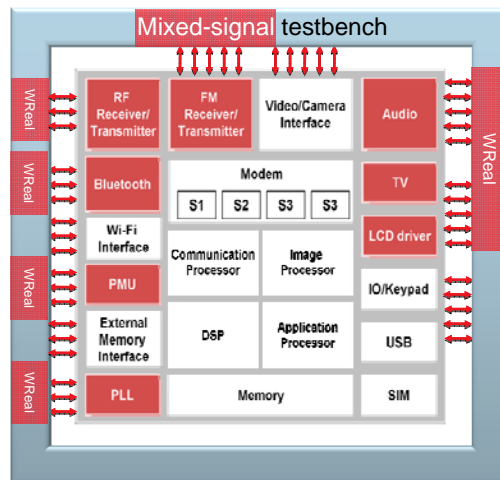 Mixed-signal testbench
WReal
WReal
WReal
WReal
WReal
RF
Receiver/
Transmitter
FM
Receiver/
Transmitter
Video/Camera
Interface
Audio
Bluetooth
Modem
S1 S2 S3 S3
TV
Wi-Fi
Interface
LCD driver
Communication
Processor
Image
Processor
PMU
IO/Keypad
External
Memory
Interface
DSP
Application
Processor
USB
PLL
Memory
SIM